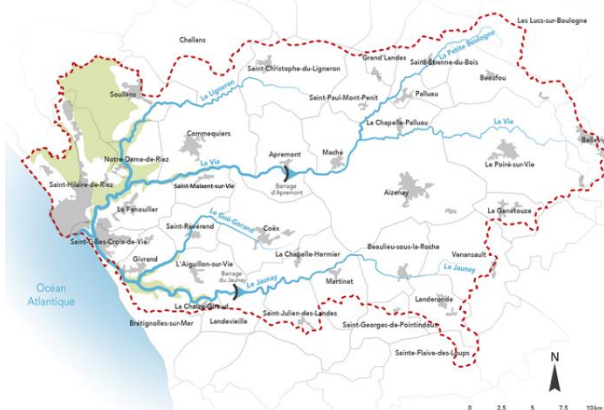 Les Lucs-sur-Boulogne
Challans
La Petite Boulogne
Grand'Landes
Saint-Etienne-du-Bois
Saint-Christophe-du-Ligneron
Beaufou
Soullans
Le Ligneron
Palluau
Saint-Paul-Mont-Penit
La Chapelle-Palluau
Commequiers
La Vie
Notre-Dame-de-Riez
Apremont
Maché
Bellevigny
La Vie
Le Poiré-sur-Vie
Saint-Hilaire-de-Riez
Saint-Maixent-sur-Vie
Barrage
d'Apremont
Aizenay
Le Fenouiller
La Genétouze
Le Gué-Gorand
Saint-Révérend
Coëx
Saint-Gilles-Croix-de-Vie
Beaulieu-sous-la-Roche
Givrand
La Chapelle-Hermier
Venansault
L'Aiguillon-sur-Vie
Barrage
du Jaunay
Le Jaunay
Océan
Atlantique
Le Jaunay
Martinet
Landeronde
La Chaize-Giraud
Saint-Julien-des-Landes
Bretignolles-sur-Mer
Landevieille
Saint-Georges-de-Pointindoux
Sainte-Flaive-des-Loups
N
0 2.5 5 7.5 10km